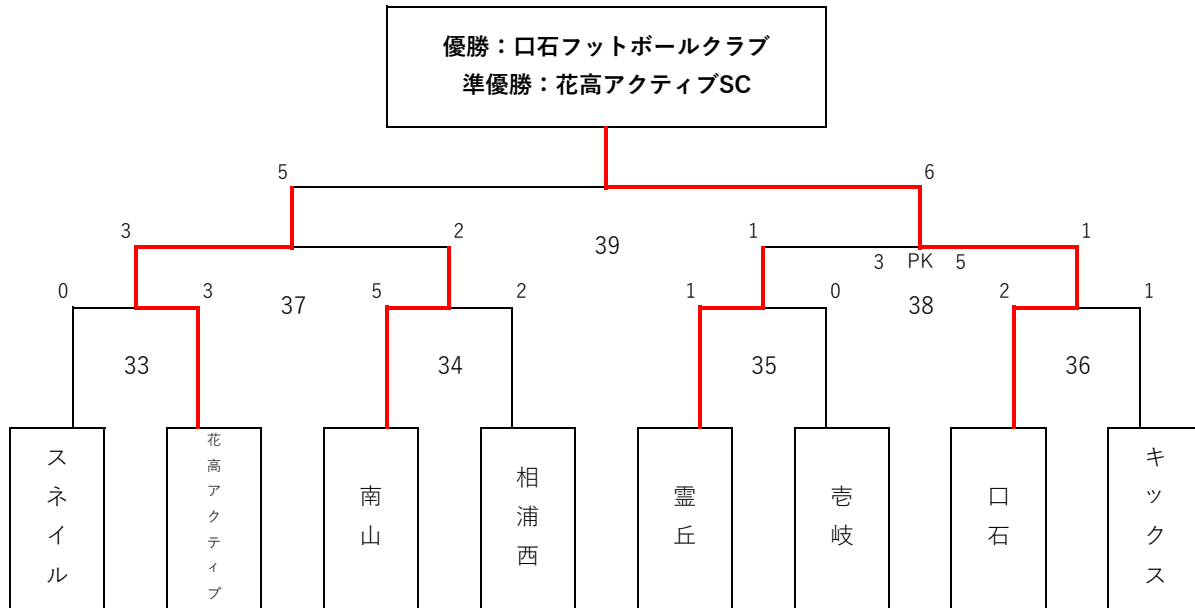 優勝：口石フットボールクラブ
準優勝：花高アクティブSC
5
6
3
2
39
1
1
3 PK 5
0
3
37
5
2
1
0
38
2
1
33
34
35
36
スネイル
花高アクティブ
南山
相浦西
霊丘
壱岐
口石
キックス